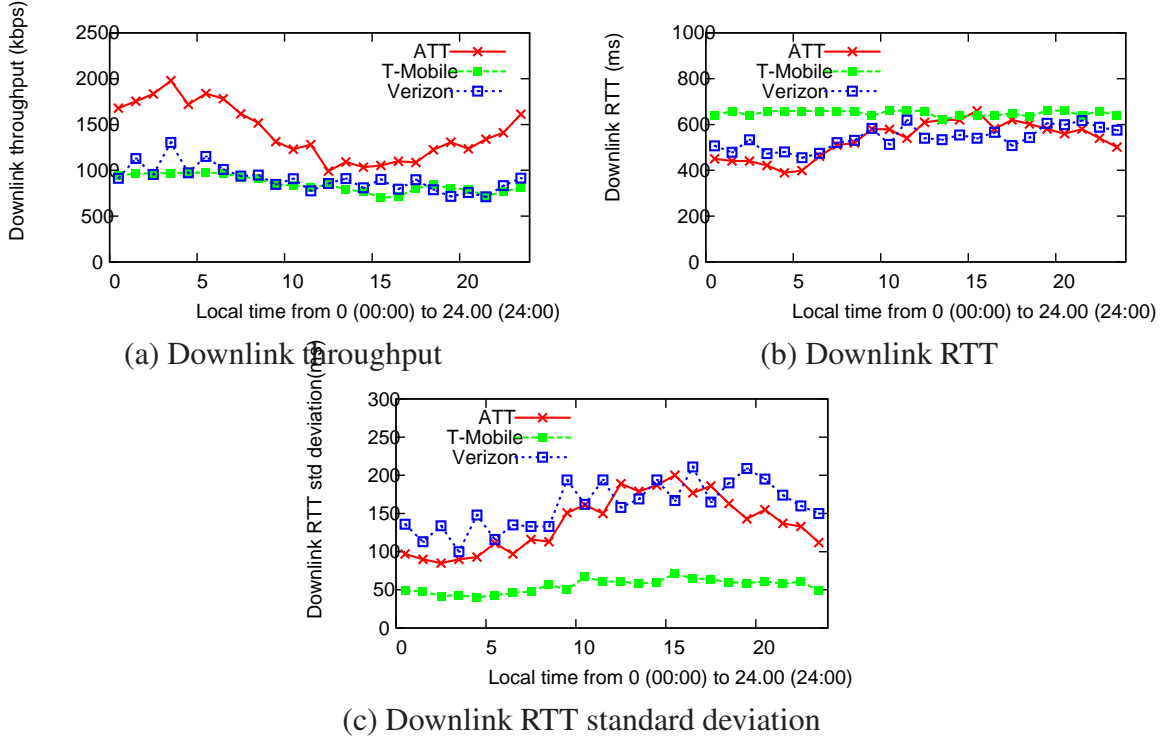 Downlink throughput (kbps)
2500
2000
1500
1000
500
0
ATT
T-Mobile
Verizon
0 5 10 15 20
Local time from 0 (00:00) to 24.00 (24:00)
(a) Downlink throughput
Downlink RTT (ms)
1000
800
600
400
200
0
ATT
T-Mobile
Verizon
0 5 10 15 20
Local time from 0 (00:00) to 24.00 (24:00)
(b) Downlink RTT
Downlink RTT std deviation(ms)
300
250
200
150
100
50
0
ATT
T-Mobile
Verizon
0 5 10 15 20
Local time from 0 (00:00) to 24.00 (24:00)
(c) Downlink RTT standard deviation